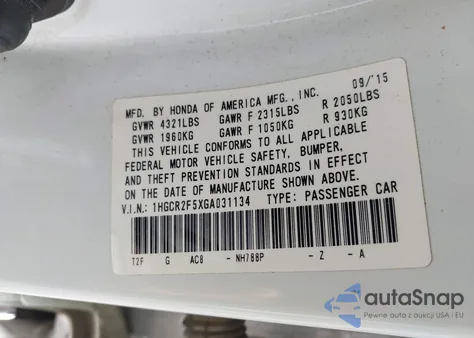 09/'15
MFD. BY HONDA OF AMERICA MFG., INC.
GVWR 4321LBS GAWR F 2315LBS R 2050LBS
GVWR 1960KG GAWR F 1050KG R 930KG
THIS VEHICLE CONFORMS TO ALL APPLICABLE
FEDERAL MOTOR VEHICLE SAFETY, BUMPER,
AND THEFT PREVENTION STANDARDS IN EFFECT
ON THE DATE OF MANUFACTURE SHOWN ABOVE.
V.I.N.: 1HGCR2F5XGA031134 TYPE: PASSENGER CAR
T2F G AC8 - NH788P - Z - A
autoSnap
Pewne auta z aukcji USA i EU